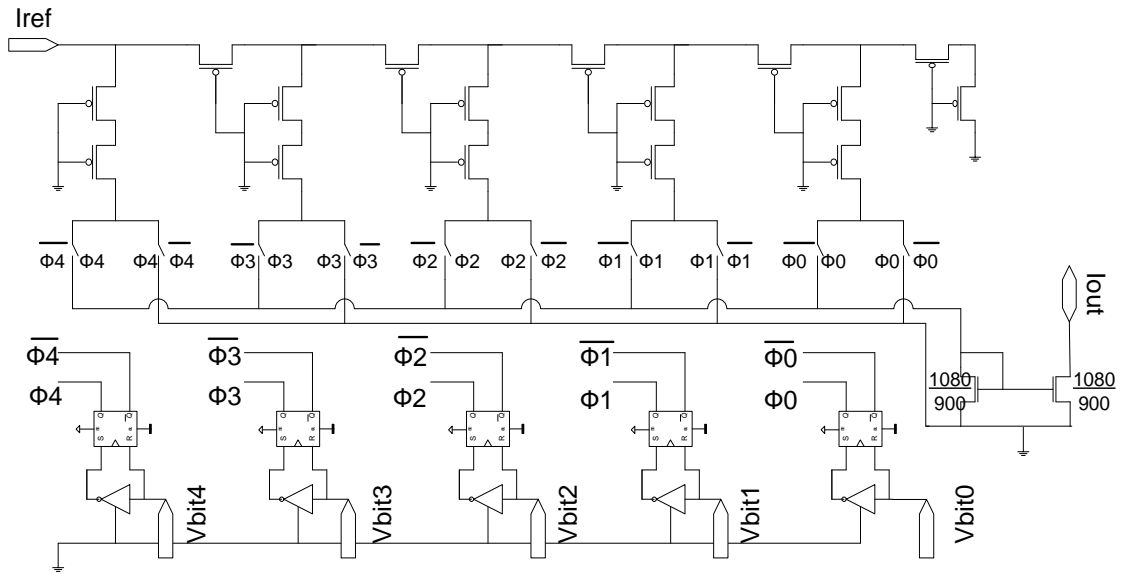 Iref
Φ4 Φ4 Φ4 Φ4 Φ3 Φ3 Φ3 Φ3 Φ2 Φ2 Φ2 Φ2 Φ1 Φ1 Φ1 Φ1 Φ0 Φ0 Φ0 Φ0
Iout
Φ4 Φ3 Φ2 Φ1 Φ0
Φ4 Φ3 Φ2 Φ1 Φ0
1080
900
1080
900
Q Q Q Q Q Q Q Q Q Q
S R S R S R S R S R
Vbit4 Vbit3 Vbit2 Vbit1 Vbit0